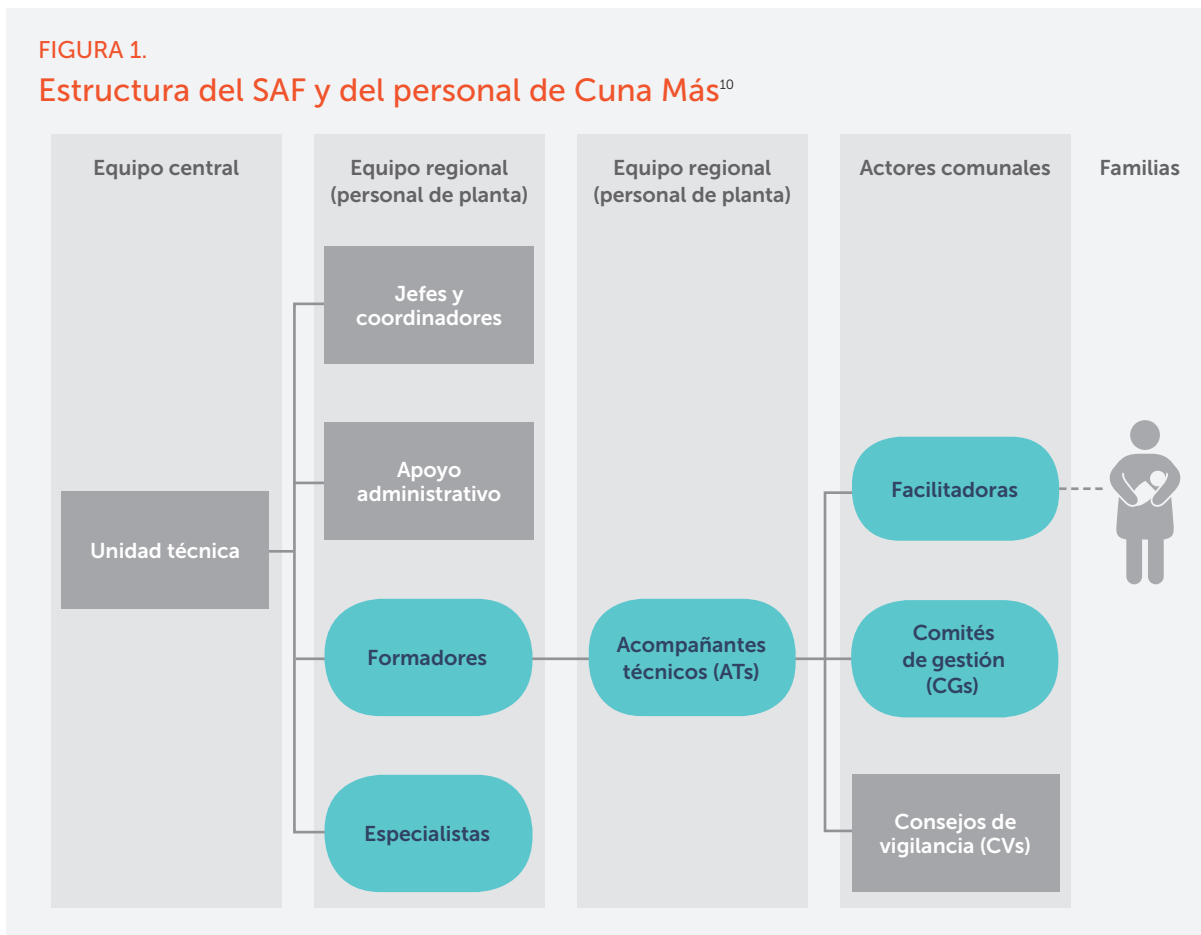 FIGURA 1.
Estructura del SAF y del personal de Cuna Más¹⁰
Equipo central
Equipo regional
(personal de planta)
Equipo regional
(personal de planta)
Actores comunales
Familias
Jefes y
coordinadores
Apoyo
administrativo
Unidad técnica
Formadores
Especialistas
Acompañantes
técnicos (ATs)
Facilitadoras
Comités
de gestión
(CGs)
Consejos de
vigilancia (CVs)